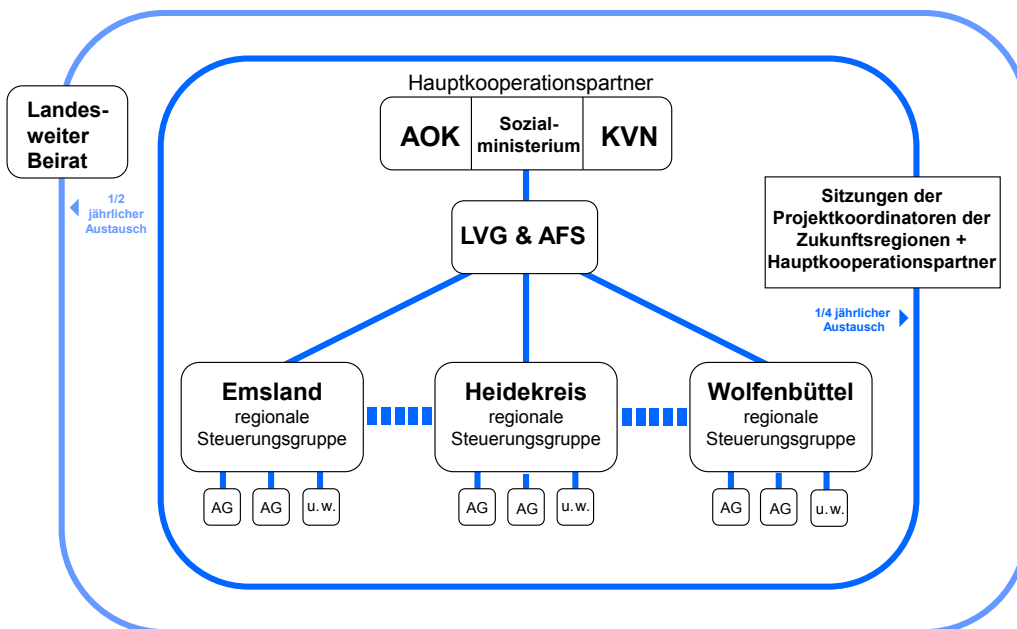 Hauptkooperationspartner
AOK
Sozial-
ministerium
KVN
Landes-
weiter
Beirat
1/2
jährlicher
Austausch
LVG & AFS
Sitzungen der
Projektkoordinatoren der
Zukunftsregionen +
Hauptkooperationspartner
1/4 jährlicher
Austausch
Emsland
regionale
Steuerungsgruppe
Heidekreis
regionale
Steuerungsgruppe
Wolfenbüttel
regionale
Steuerungsgruppe
AG
AG
u.w.
AG
AG
u.w.
AG
AG
u.w.